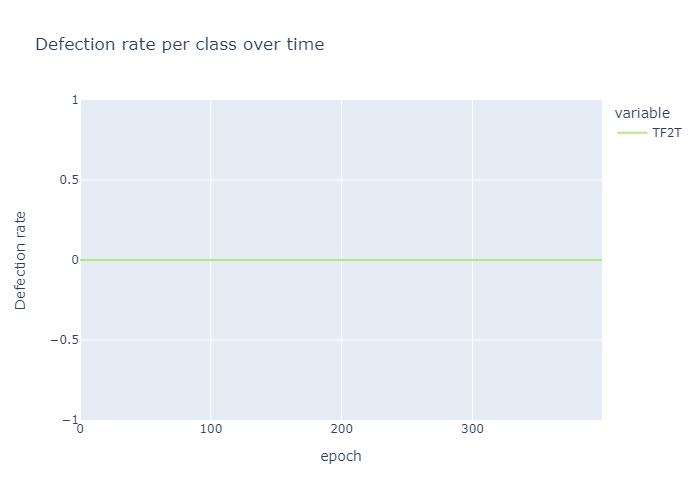 Defection rate per class over time
variable
TF2T
1
0.5
0
−0.5
−1
0
100
200
300
Defection rate
epoch